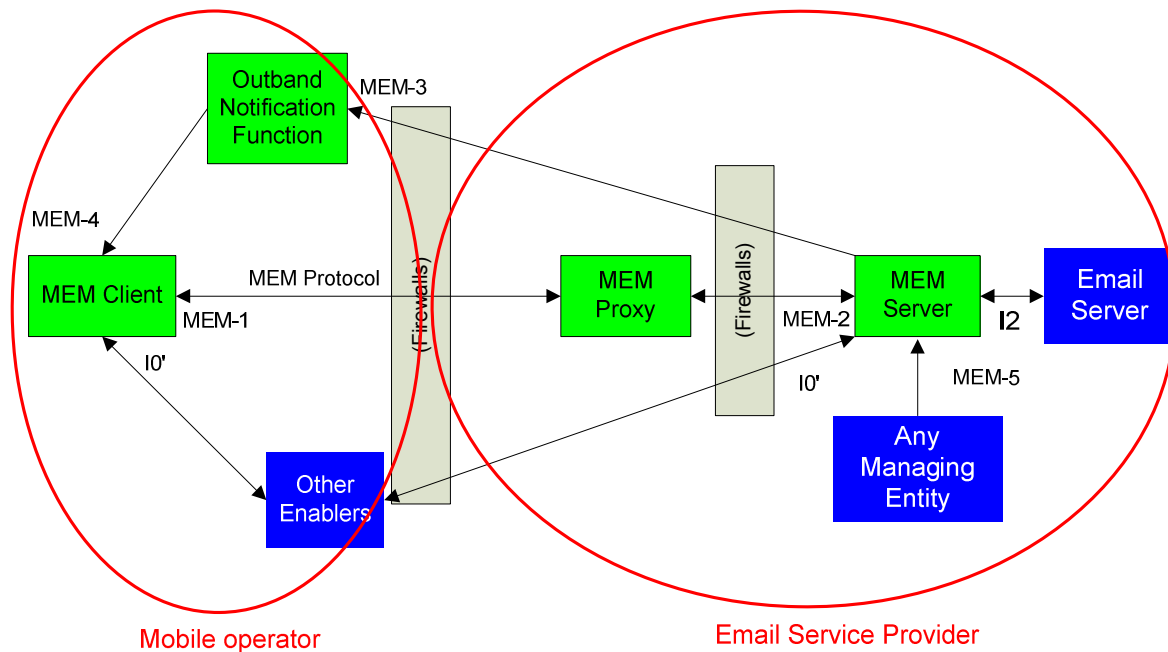 Outband
Notification
Function
MEM-3
MEM-4
MEM Client
MEM Protocol
MEM-1
(Firewalls)
MEM
Proxy
(Firewalls)
MEM-2
MEM
Server
I2
Email
Server
I0'
I0'
MEM-5
Other
Enablers
Any
Managing
Entity
Mobile operator
Email Service Provider